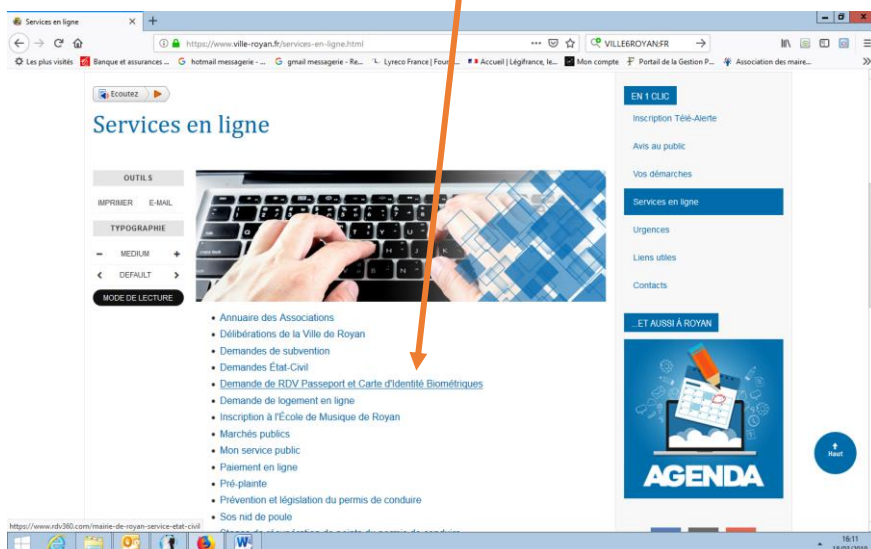 Services en ligne
https://www.ville-royan.fr/services-en-ligne.html
VILLE6ROYAN;FR
Les plus visités
Banque et assurances ...
hotmail messagerie - ...
gmail messagerie - Re...
Lyreco France | Four...
Accueil | Légifrance, le...
Mon compte
Portail de la Gestion P...
Association des maire...
Ecoutez
Services en ligne
OUTILS
IMPRIMER E-MAIL
TYPOGRAPHIE
- MEDIUM +
< DEFAULT >
MODE DE LECTURE
• Annuaire des Associations
• Délibérations de la Ville de Royan
• Demandes de subvention
• Demandes État-Civil
• Demande de RDV Passeport et Carte d'Identité Biométriques
• Demande de logement en ligne
• Inscription à l'École de Musique de Royan
• Marchés publics
• Mon service public
• Paiement en ligne
• Pré-plainte
• Prévention et législation du permis de conduire
• Sos nid de poule
EN 1 CLIC
Inscription Télé-Alerte
Avis au public
Vos démarches
Services en ligne
Urgences
Liens utiles
Contacts
...ET AUSSI À ROYAN
AGENDA
Haut
https://www.rdv360.com/mairie-de-royan-service-etat-civil
16:11